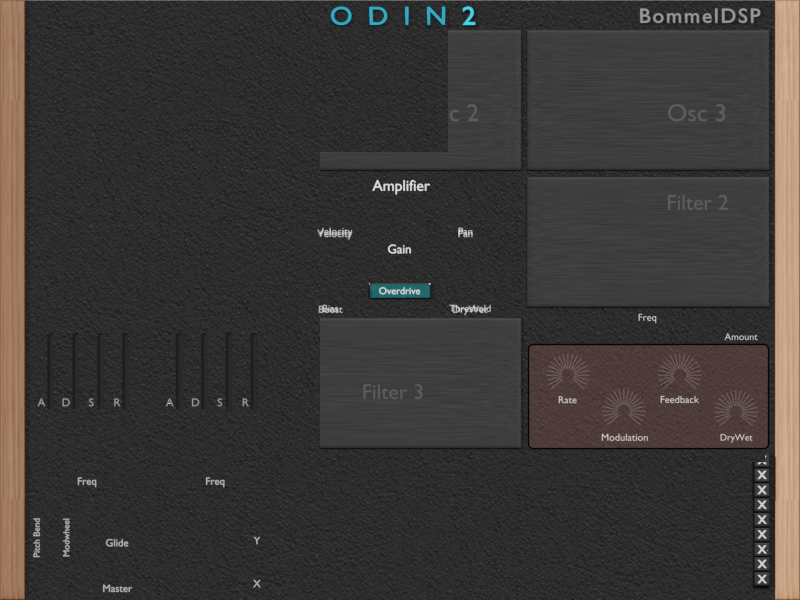 ODIN 2
BommelDSP
c 2
Osc 3
Amplifier
Filter 2
Velocity
Pan
Gain
Overdrive
Boost
DryWet
Freq
Amount
Filter 3
Rate
Feedback
Modulation
DryWet
A D S R
A D S R
Freq
Freq
Pitch Bend
Modwheel
Glide
Y
Master
X
X
X
X
X
X
X
X
X